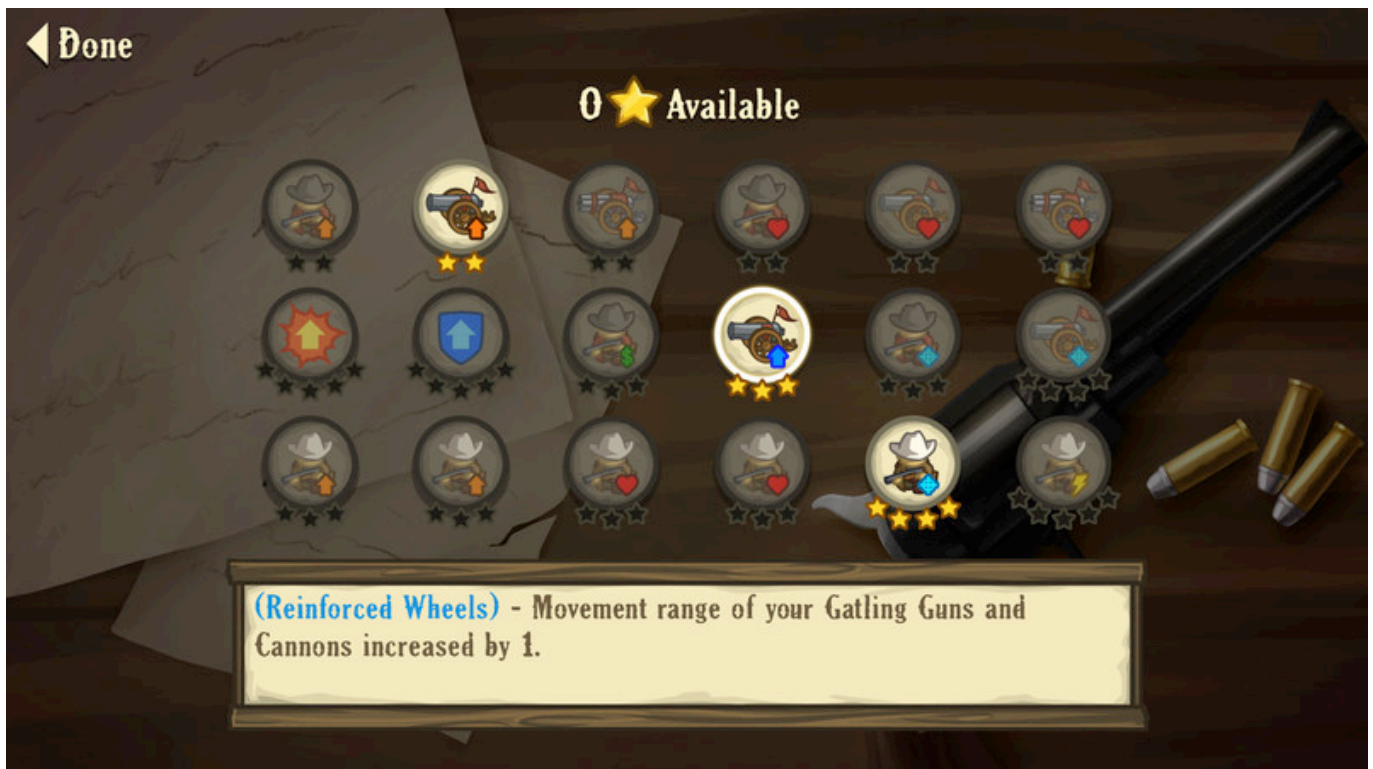 Done
0 Available
(Reinforced Wheels) - Movement range of your Gatling Guns and
Cannons increased by 1.